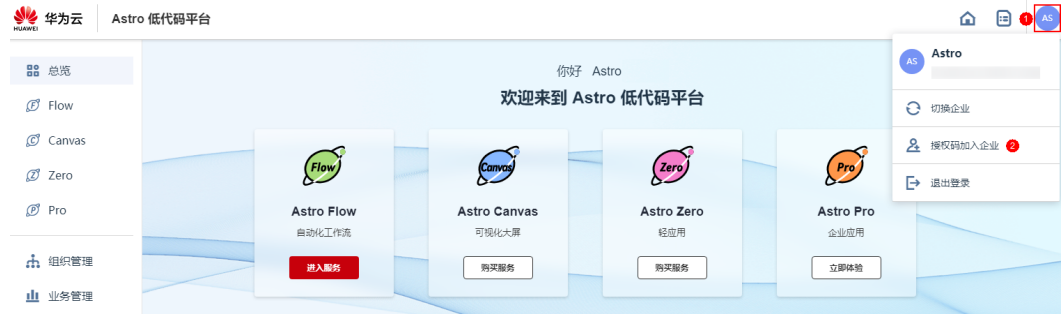 HUAWEI
华为云
Astro 低代码平台
1
AS
总览
Flow
Canvas
Zero
Pro
组织管理
业务管理
你好 Astro
欢迎来到 Astro 低代码平台
Flow
Astro Flow
自动化工作流
进入服务
Canvas
Astro Canvas
可视化大屏
购买服务
Zero
Astro Zero
轻应用
购买服务
Pro
Astro Pro
企业应用
立即体验
AS
Astro
切换企业
授权码加入企业 2
退出登录